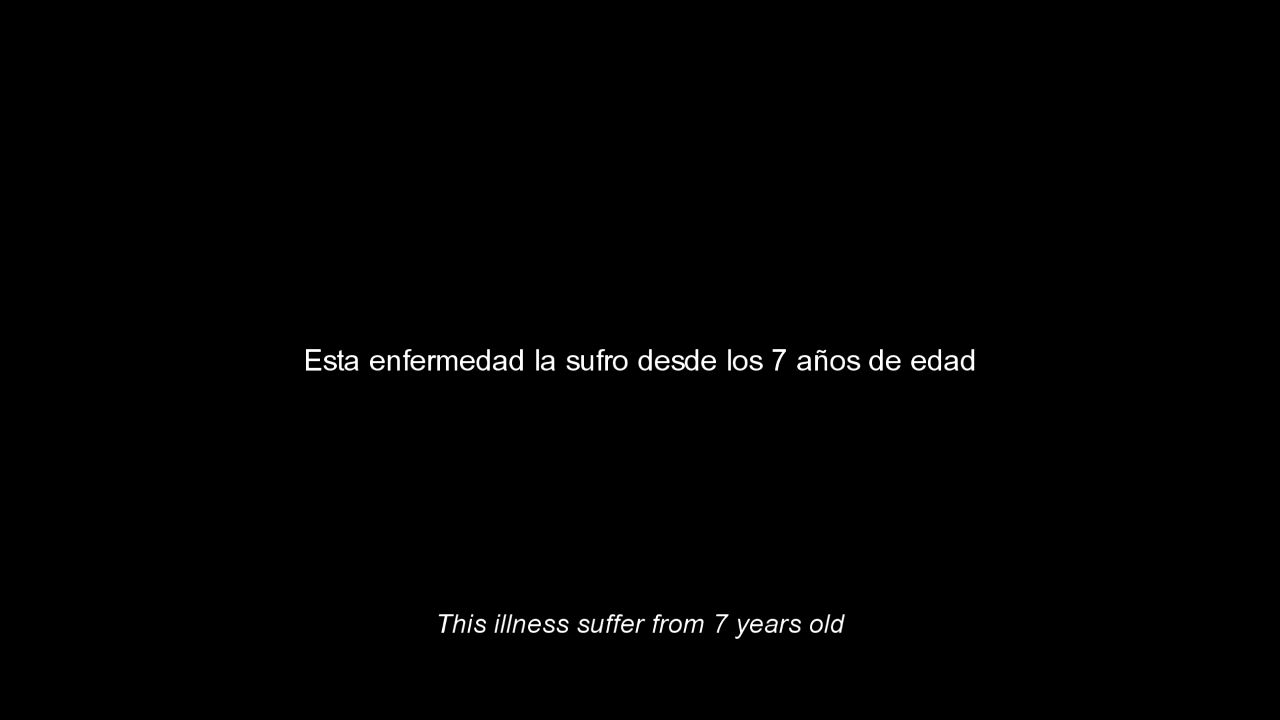 Esta enfermedad la sufro desde los 7 años de edad
This illness suffer from 7 years old